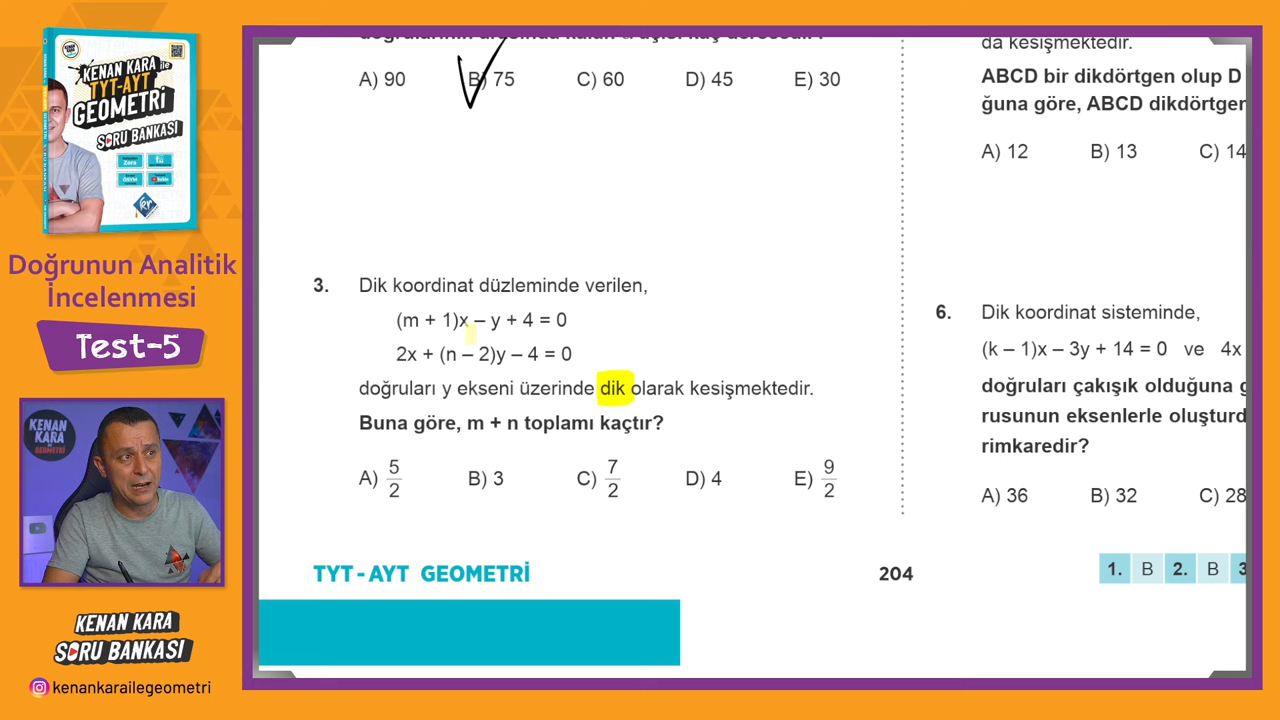 KENAN KARA ile
TYT-AYT
GEOMETRİ
SORU BANKASI
Doğrunun Analitik
İncelenmesi
Test-5
KENAN
KARA
GEOMETRİ
KENAN KARA
SORU BANKASI
kenankarailegeometri
A) 90 B) 75 C) 60 D) 45 E) 30
3. Dik koordinat düzleminde verilen,
(m + 1)x – y + 4 = 0
2x + (n – 2)y – 4 = 0
doğruları y ekseni üzerinde dik olarak kesişmektedir.
Buna göre, m + n toplamı kaçtır?
A) 5/2 B) 3 C) 7/2 D) 4 E) 9/2
TYT - AYT GEOMETRİ
204
da kesişmektedir.
ABCD bir dikdörtgen olup D
ğuna göre, ABCD dikdörtgen
A) 12 B) 13 C) 14
6. Dik koordinat sisteminde,
(k – 1)x – 3y + 14 = 0 ve 4x
doğruları çakışık olduğuna g
rusunun eksenlerle oluşturd
rimkaredir?
A) 36 B) 32 C) 28
1. B 2. B 3